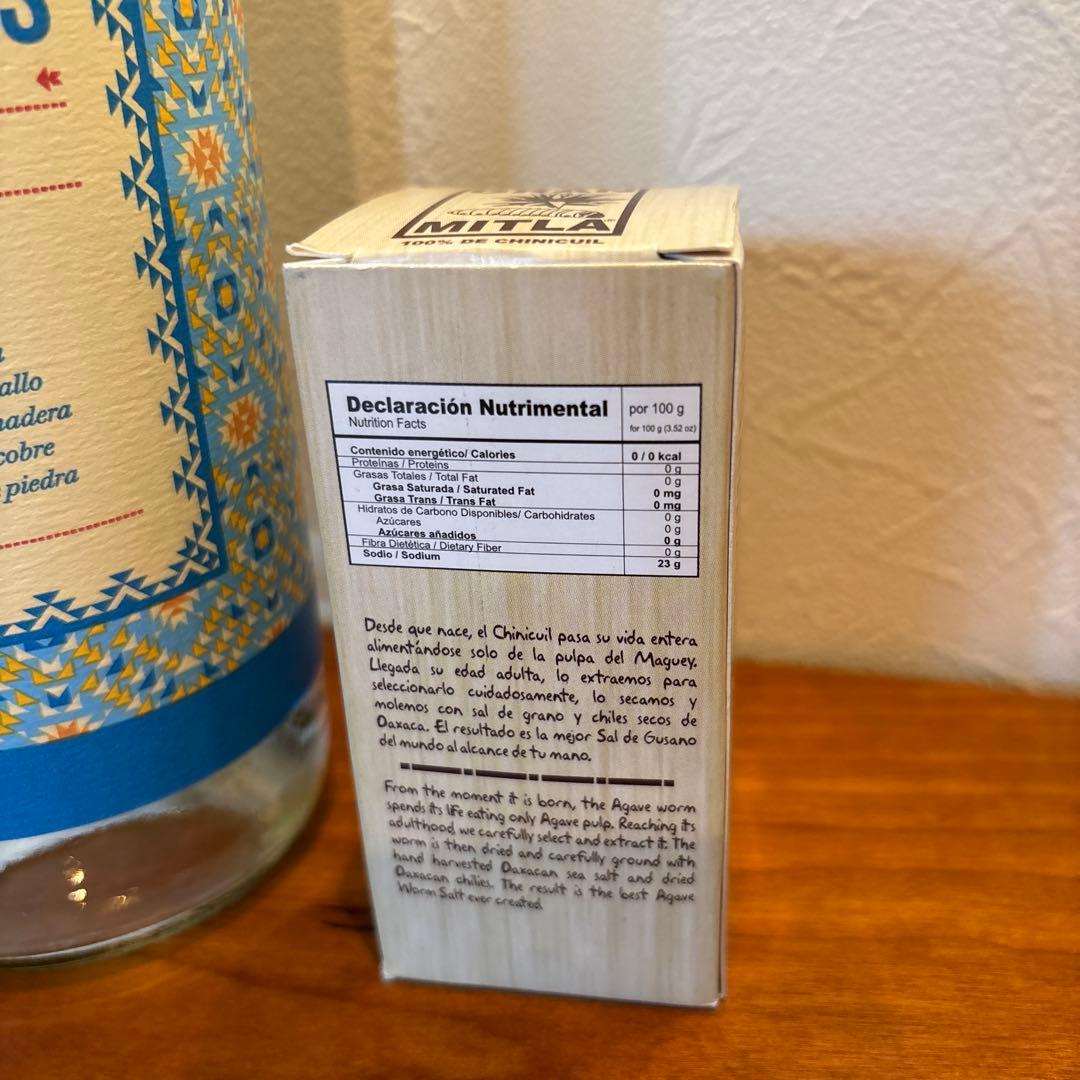 allo
madera
cobre
piedra
MITLA
100% DE CHINICUIL
Declaración Nutrimental
Nutrition Facts
por 100 g
for 100 g (3.52 oz)
Contenido energético/ Calories 0 / 0 kcal
Proteínas / Proteins 0 g
Grasas Totales / Total Fat 0 g
Grasa Saturada / Saturated Fat 0 mg
Grasa Trans / Trans Fat 0 mg
Hidratos de Carbono Disponibles/ Carbohidrates 0 g
Azúcares 0 g
Azúcares añadidos 0 g
Fibra Dietética / Dietary Fiber 0 g
Sodio / Sodium 23 g
Desde que nace, el Chinicuil pasa su vida entera
alimentándose solo de la pulpa del Maguey.
Llegada su edad adulta, lo extraemos para
seleccionarlo cuidadosamente, lo secamos y
molemos con sal de grano y chiles secos de
Oaxaca. El resultado es la mejor Sal de Gusano
del mundo al alcance de tu mano.
From the moment it is born, the Agave worm
spends its life eating only Agave pulp. Reaching its
adulthood, we carefully select and extract it. The
worm is then dried and carefully ground with
hand harvested Oaxacan sea salt and dried
Oaxacan chilies. The result is the best Agave
Worm Salt ever created.